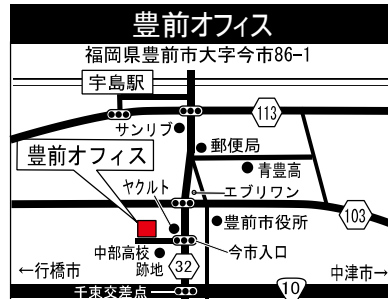 豊前オフィス
福岡県豊前市大字今市86-1
宇島駅
113
サンリブ
郵便局
豊前オフィス
青豊高
ヤクルト
エブリワン
豊前市役所
103
中部高校
跡地
今市入口
32
←行橋市
中津市→
千束交差点
10